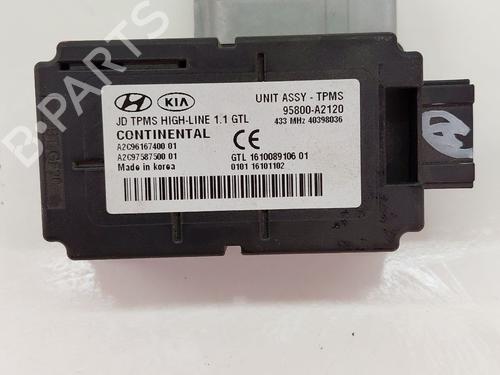 HYUNDAI KIA
UNIT ASSY - TPMS
JD TPMS HIGH-LINE 1.1 GTL
95800-A2120
CONTINENTAL
433 MHz 40398036
A2C96167400 01
CE
A2C97587500 01
GTL 1610089106 01
Made in korea
0101 16101102
B-PARTS